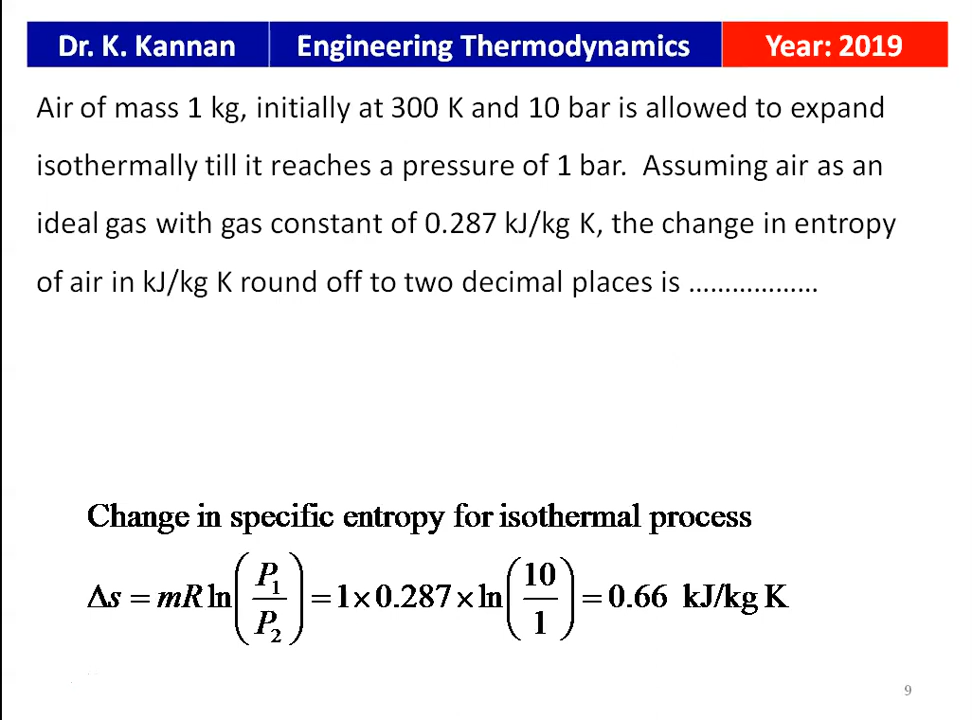 Dr. K. Kannan Engineering Thermodynamics Year: 2019
Air of mass 1 kg, initially at 300 K and 10 bar is allowed to expand
isothermally till it reaches a pressure of 1 bar. Assuming air as an
ideal gas with gas constant of 0.287 kJ/kg K, the change in entropy
of air in kJ/kg K round off to two decimal places is ..................
Change in specific entropy for isothermal process
Δs = mR ln(P₁/P₂) = 1×0.287×ln(10/1) = 0.66 kJ/kg K
9